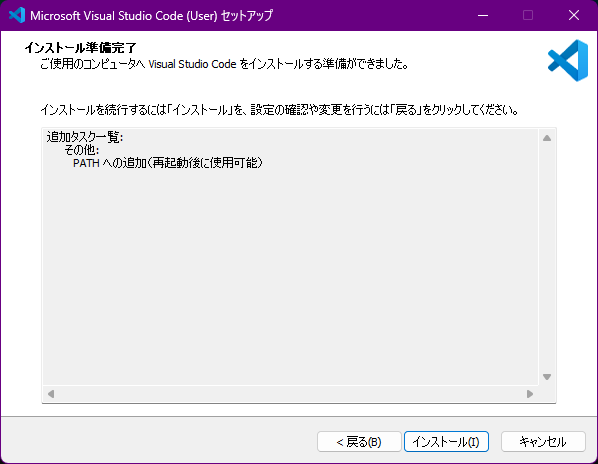 Microsoft Visual Studio Code (User) セットアップ
インストール準備完了
ご使用のコンピュータへ Visual Studio Code をインストールする準備ができました。
インストールを続行するには「インストール」を、設定の確認や変更を行うには「戻る」をクリックしてください。
追加タスク一覧:
その他:
PATH への追加（再起動後に使用可能）
< 戻る(B)
インストール(I)
キャンセル